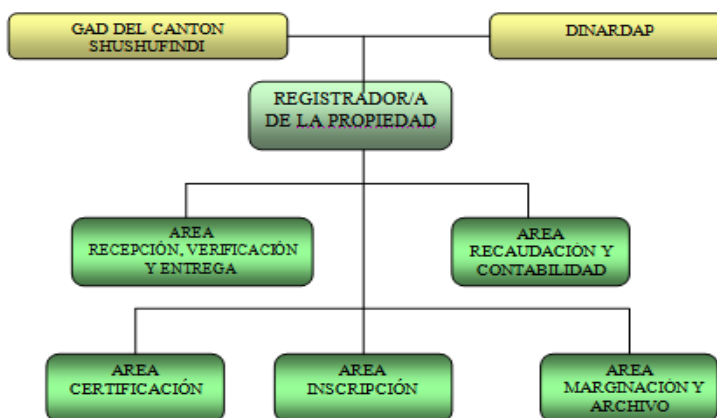 GAD DEL CANTON
SHUSHUFINDI
DINARDAP
REGISTRADOR/A
DE LA PROPIEDAD
AREA
RECEPCIÓN, VERIFICACIÓN
Y ENTREGA
AREA
RECAUDACIÓN Y
CONTABILIDAD
AREA
CERTIFICACIÓN
AREA
INSCRIPCIÓN
AREA
MARGINACIÓN Y
ARCHIVO